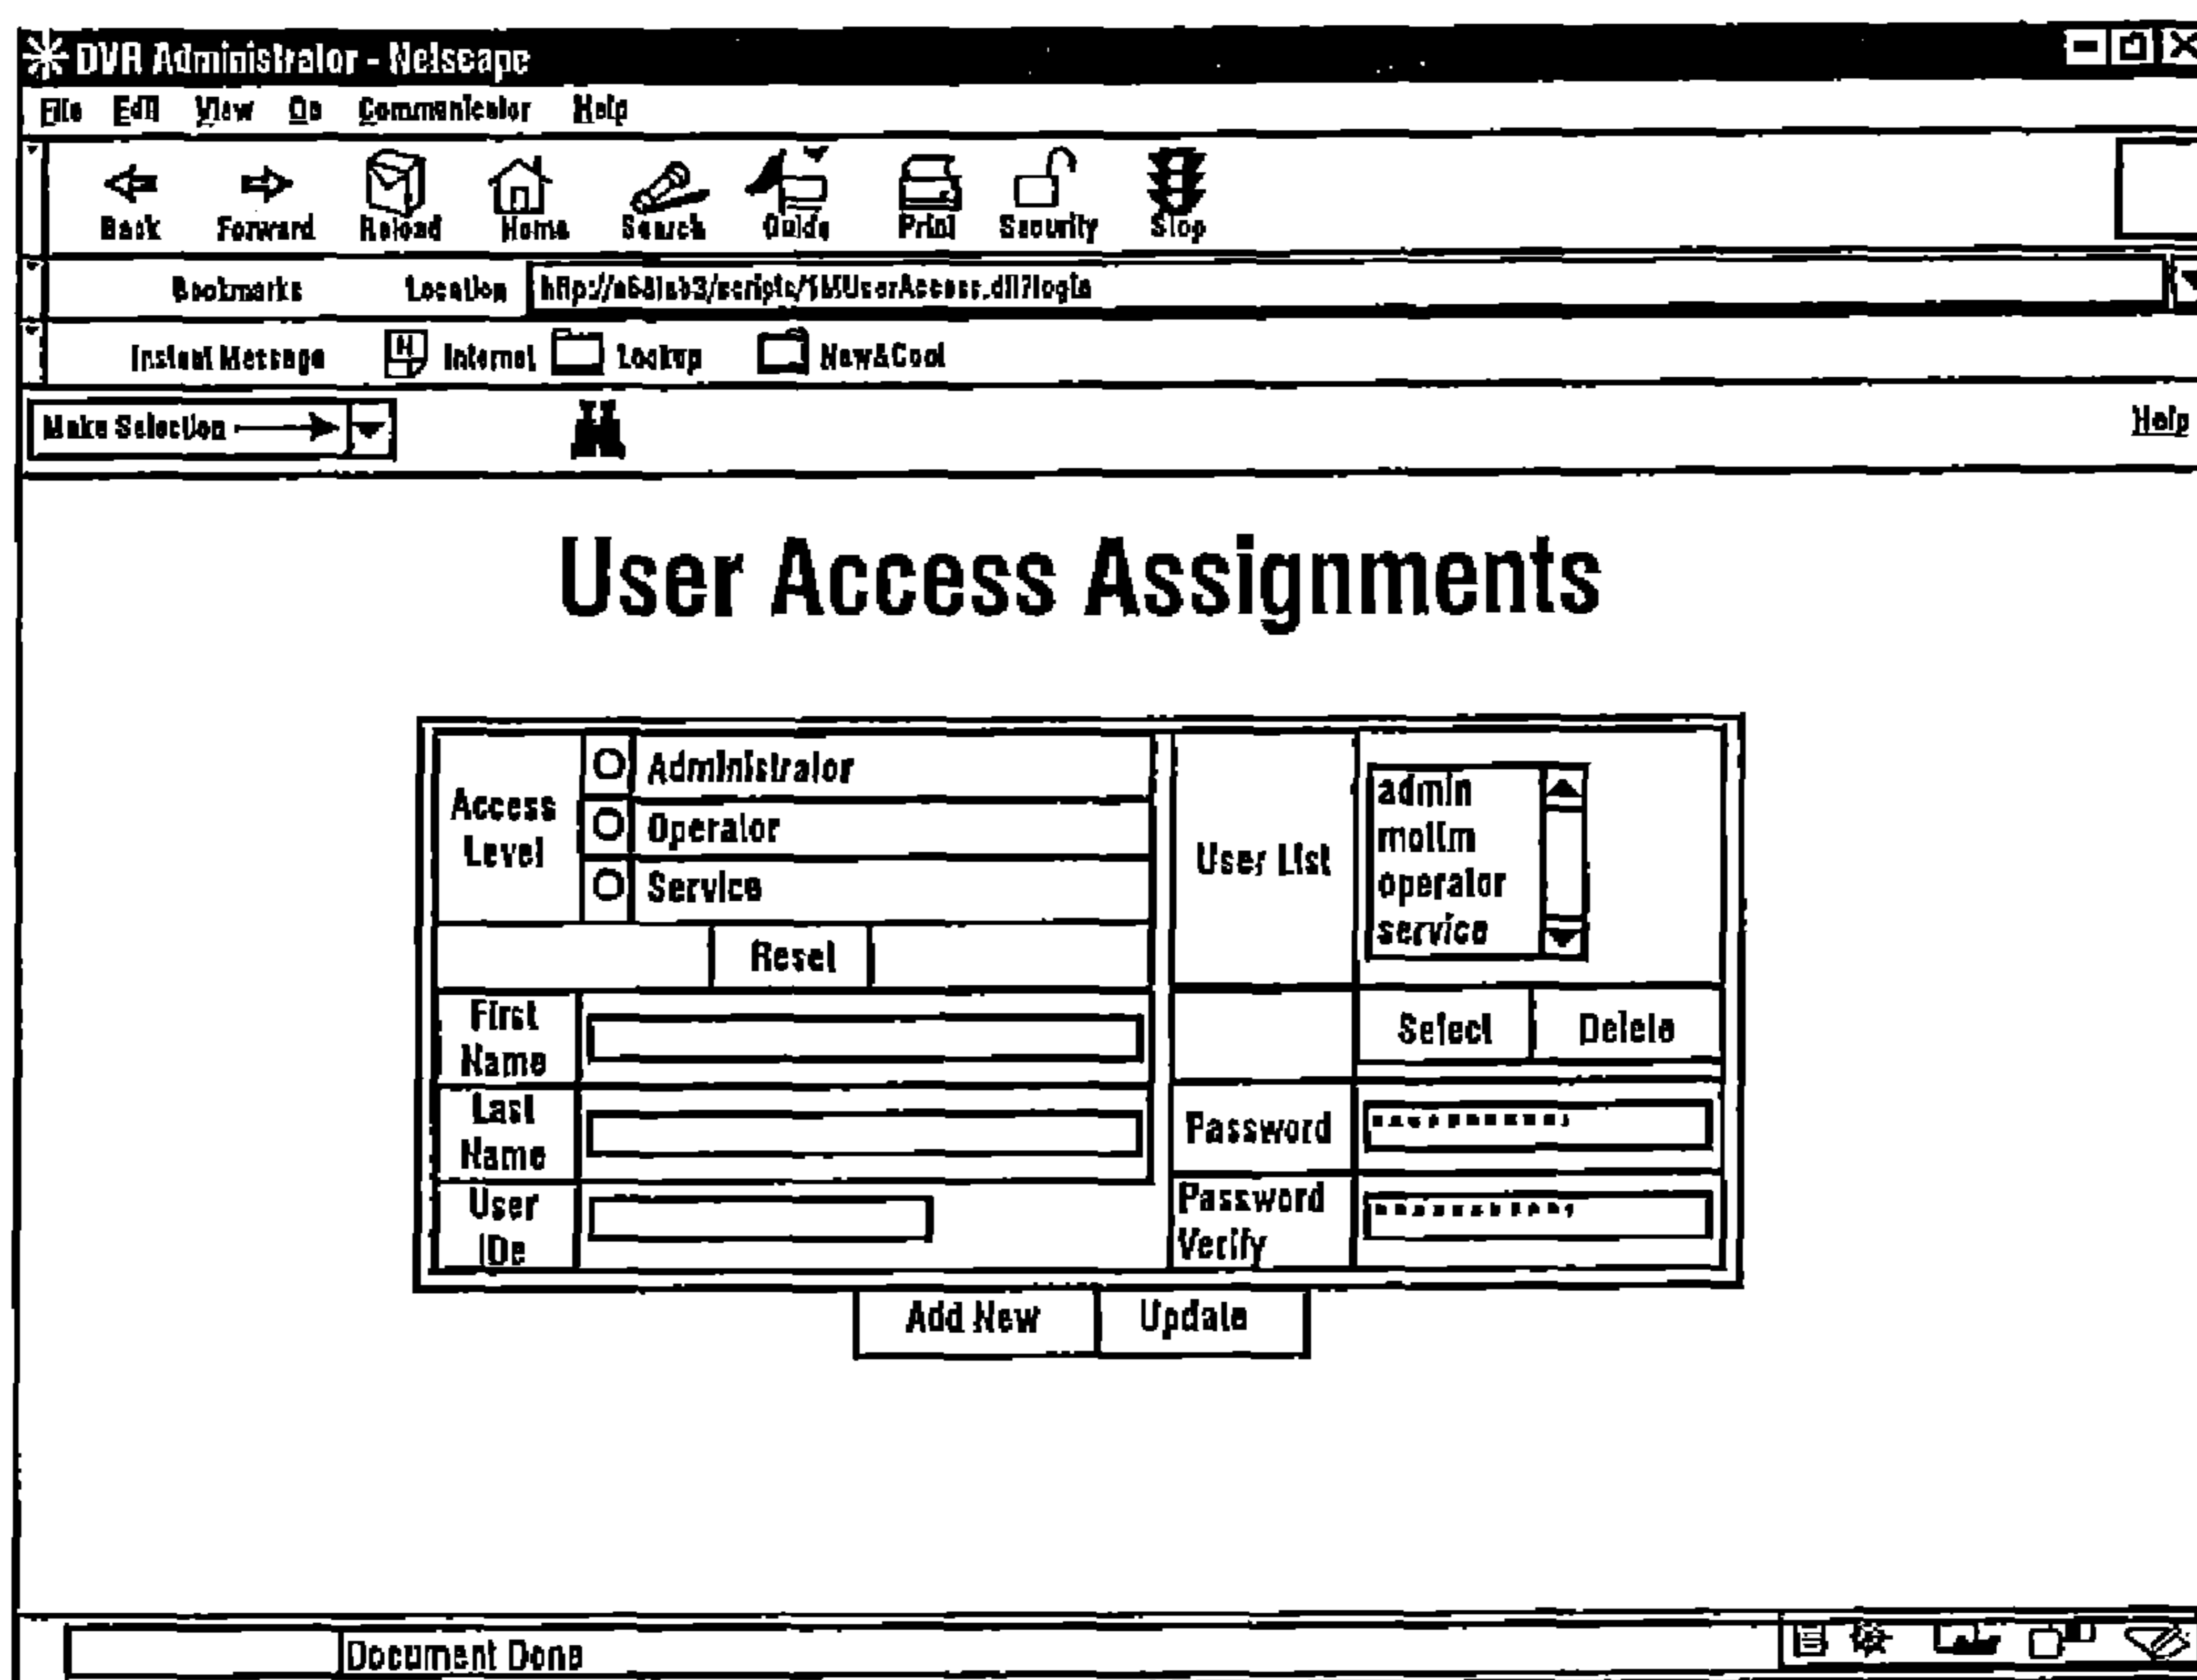 DVR Administrator - Netscape
File Edit View Go Communicator Help
Back Forward Reload Home Search Guide Print Security Stop
Bookmarks Location
Instant Message Internet Lookup New&Cool
Make Selection Help
User Access Assignments
Access
Level
Administrator
Operator
Service
Reset
First
Name
Last
Name
User
IDe
User List
admin
operator
service
Select Delete
Password
Password
Verify
Add New Update
Document Done